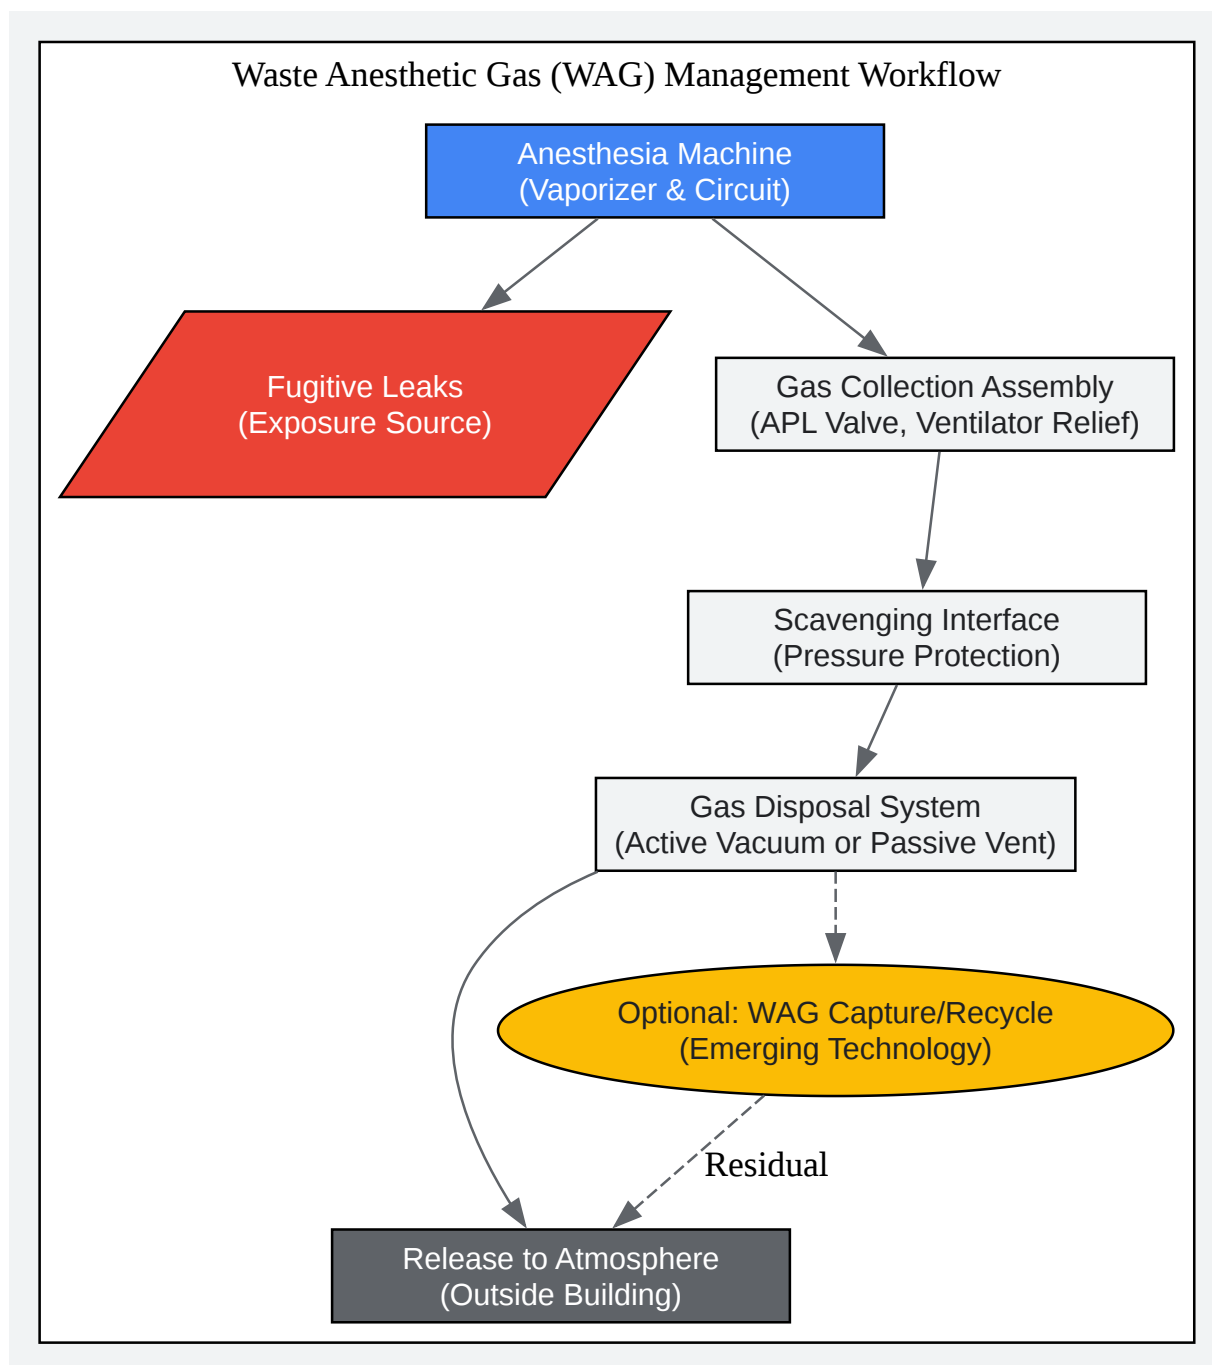 Waste Anesthetic Gas (WAG) Management Workflow
Anesthesia Machine
(Vaporizer & Circuit)
Fugitive Leaks
(Exposure Source)
Gas Collection Assembly
(APL Valve, Ventilator Relief)
Scavenging Interface
(Pressure Protection)
Gas Disposal System
(Active Vacuum or Passive Vent)
Optional: WAG Capture/Recycle
(Emerging Technology)
Residual
Release to Atmosphere
(Outside Building)